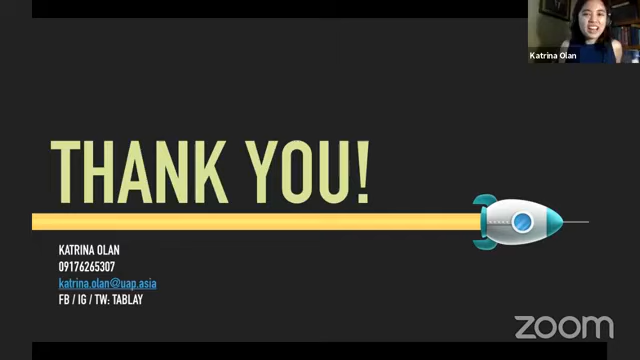 Katrina Olan
THANK YOU!
KATRINA OLAN
09176265307
katrina.olan@uap.asia
FB / IG / TW: TABLAY
zoom